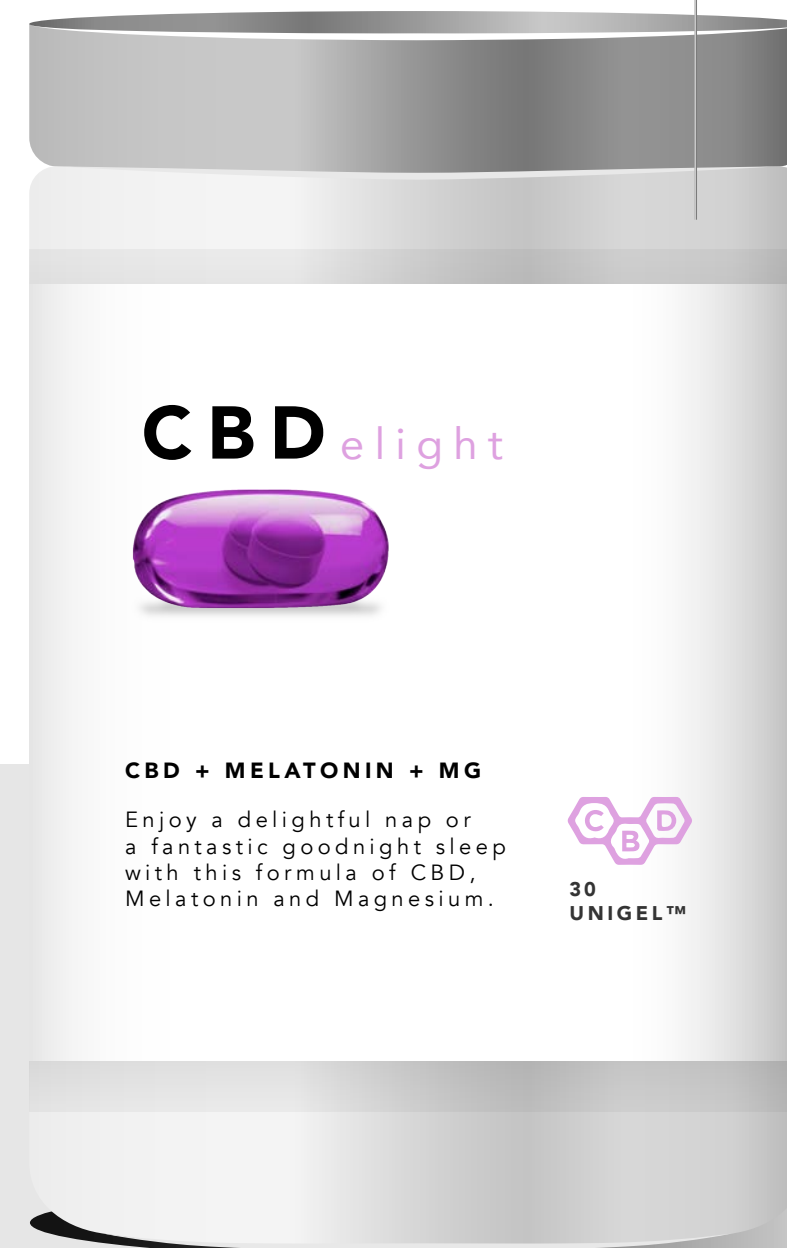 CBDelight
CBD + MELATONIN + MG
Enjoy a delightful nap or
a fantastic goodnight sleep
with this formula of CBD,
Melatonin and Magnesium.
CBD
30
UNIGEL™